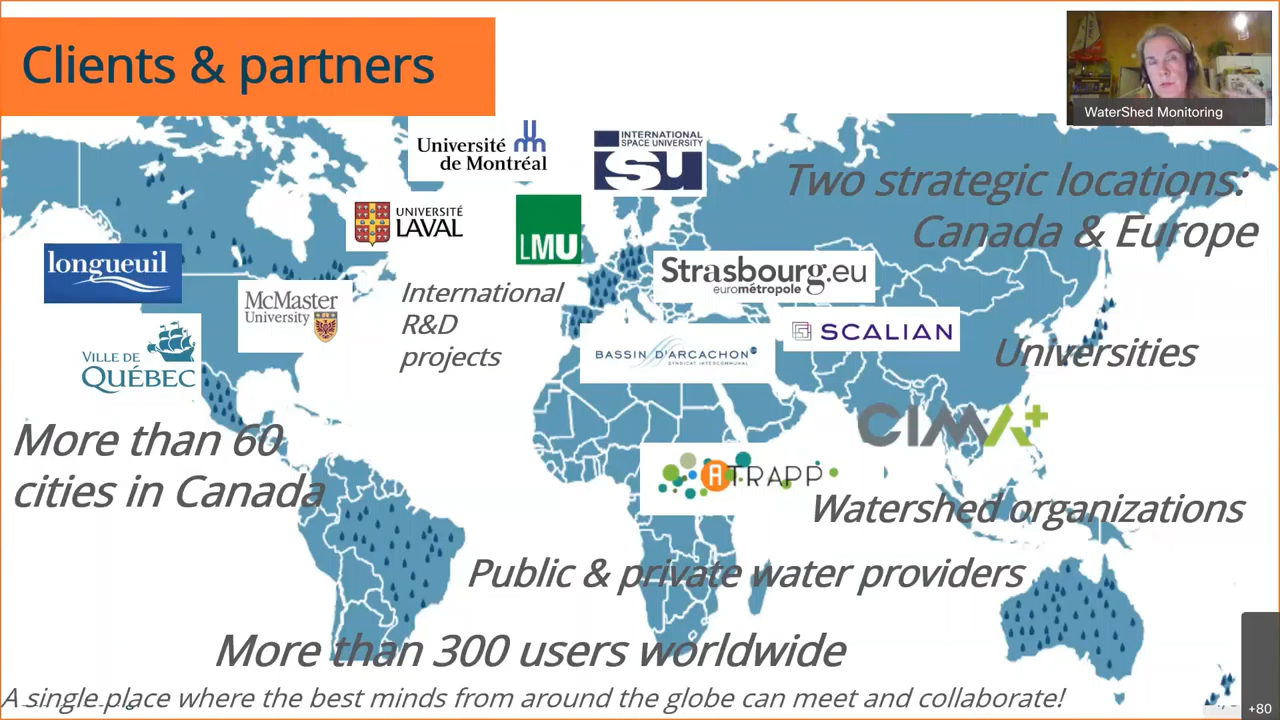 Clients & partners
WaterShed Monitoring
Université
de Montréal
INTERNATIONAL
SPACE UNIVERSITY
isu
Two strategic locations:
Canada & Europe
UNIVERSITÉ
LAVAL
LMU
longueuil
Strasbourg.eu
eurométropole
McMaster
University
International
R&D
projects
SCALIAN
BASSIN D'ARCACHON
SYNDICAT INTERCOMMUNAL
Universities
VILLE DE
QUÉBEC
CIMA+
More than 60
cities in Canada
ATRAPP
Watershed organizations
Public & private water providers
More than 300 users worldwide
A single place where the best minds from around the globe can meet and collaborate!
+80